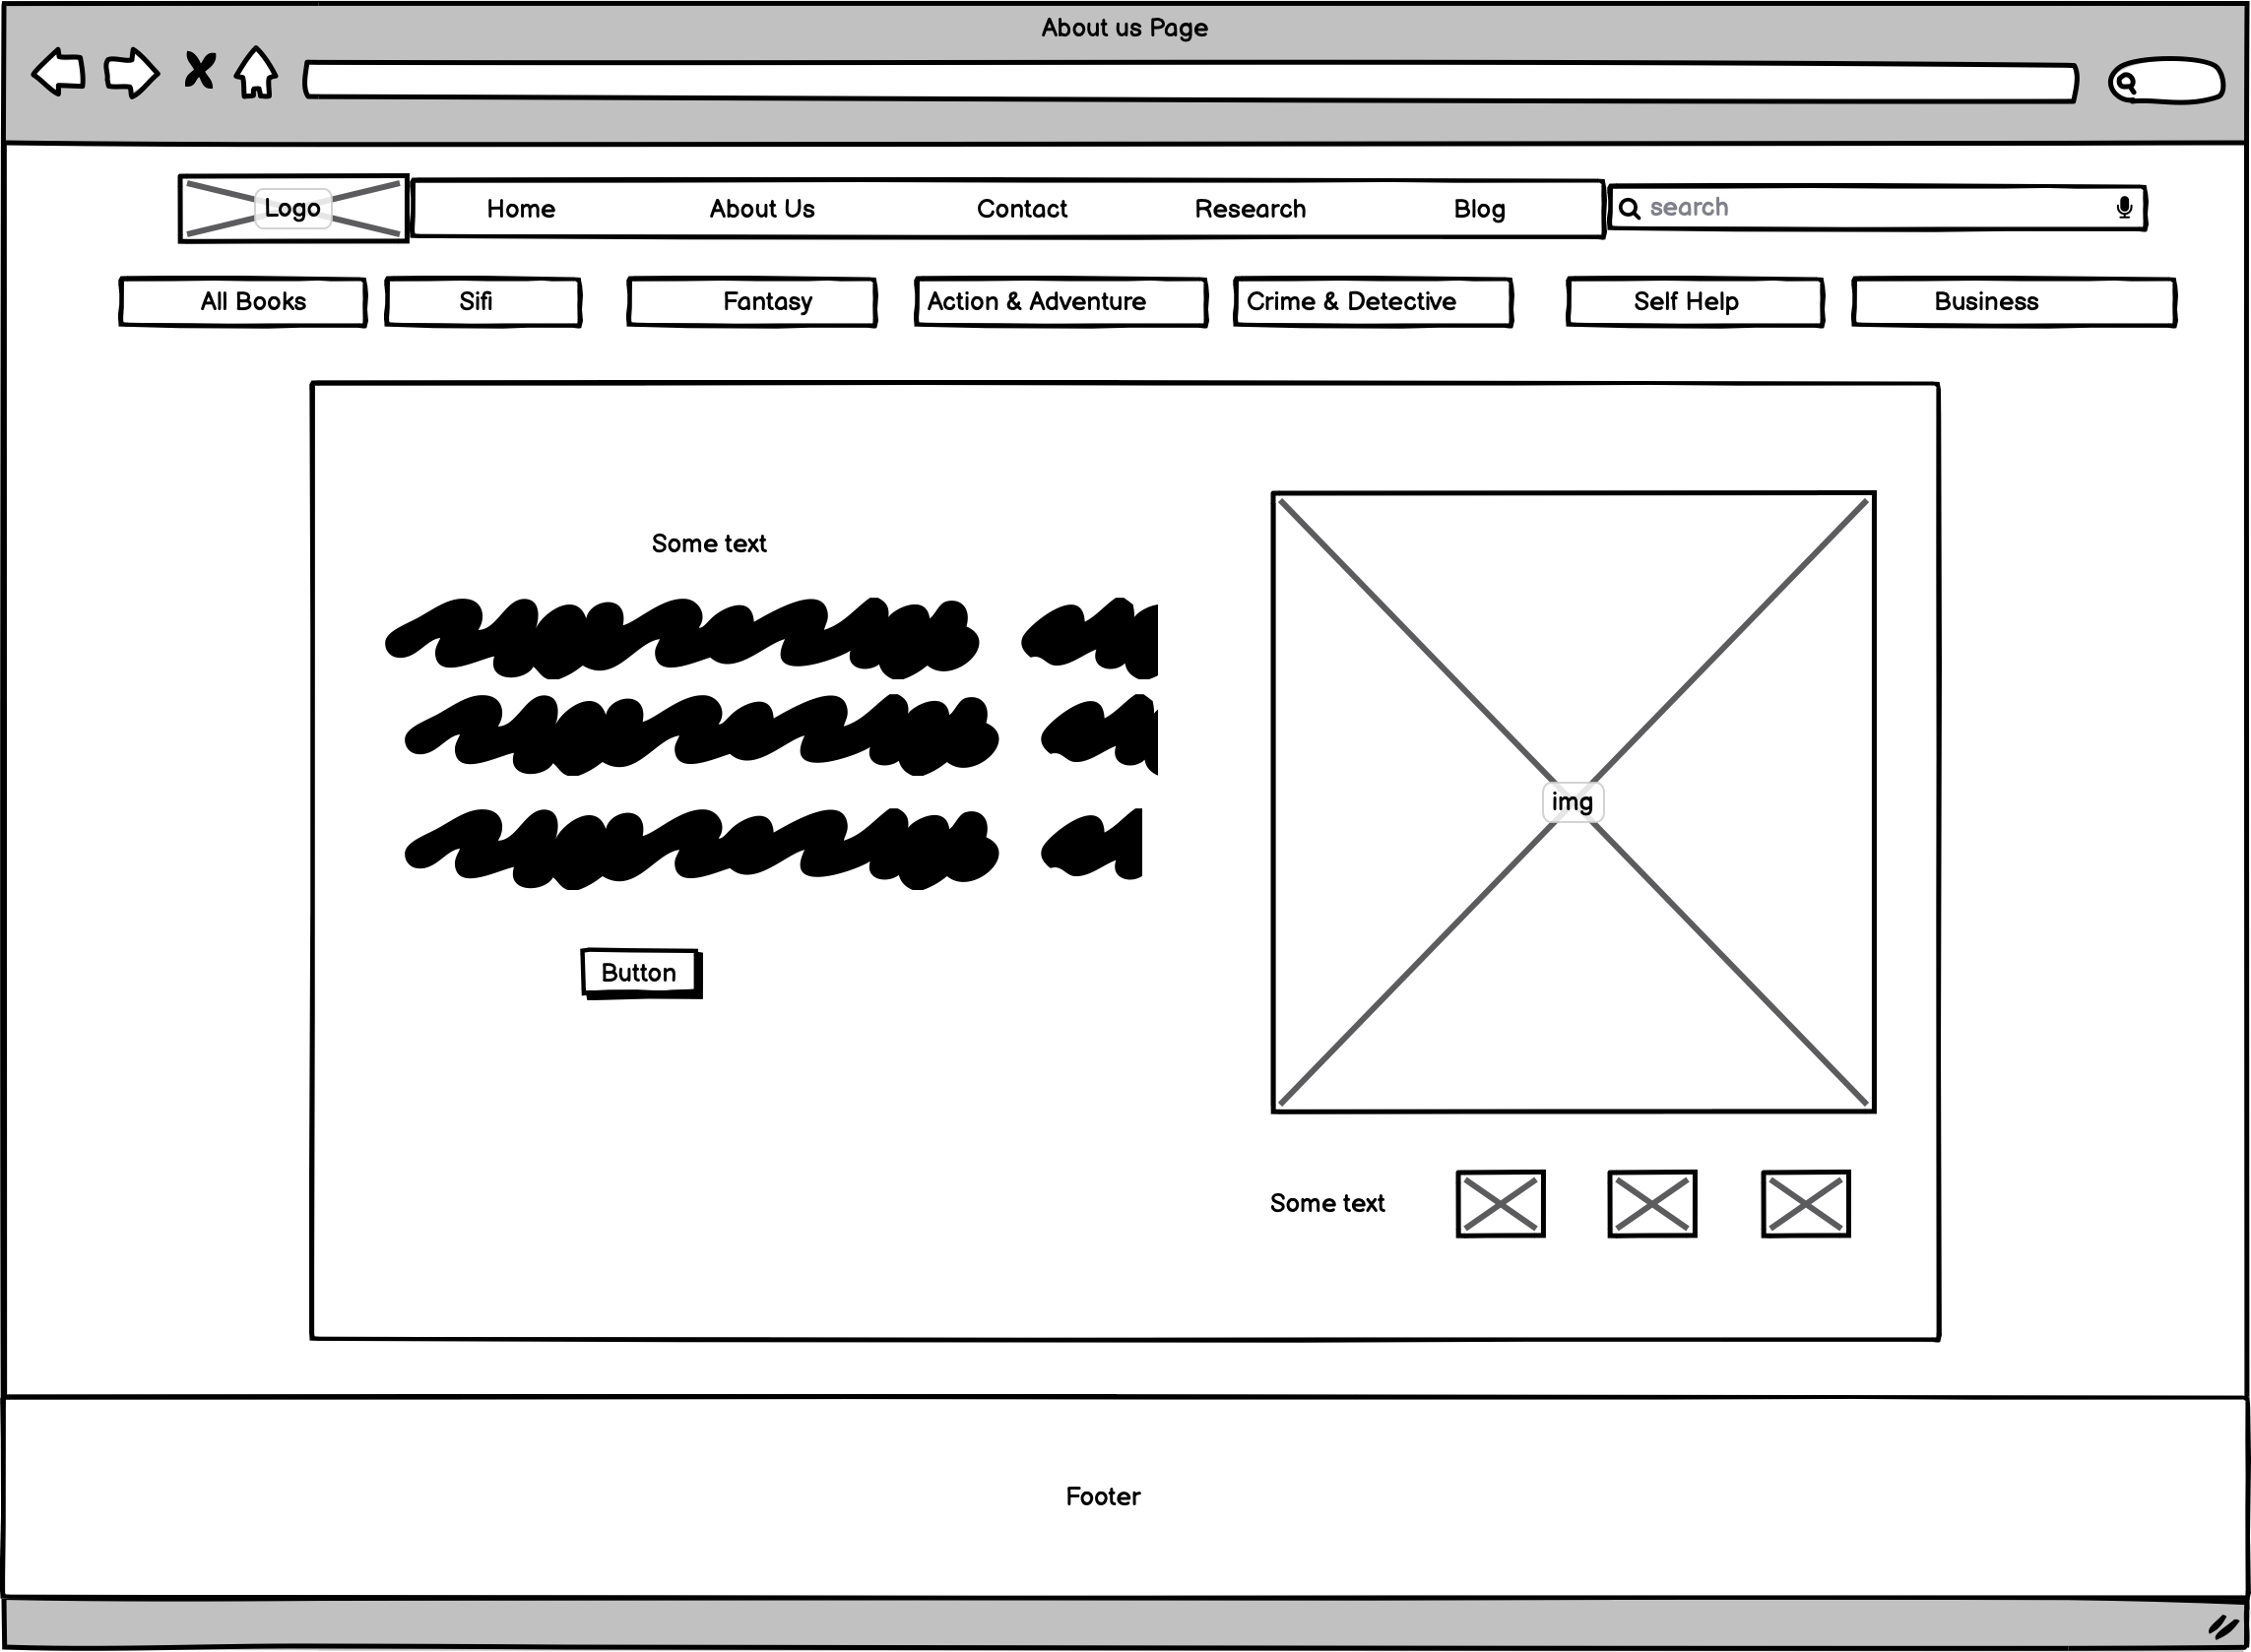 About us Page
Logo Home About Us Contact Research Blog search
All Books Sifi Fantasy Action & Adventure Crime & Detective Self Help Business
Some text
img
Button
Some text
Footer